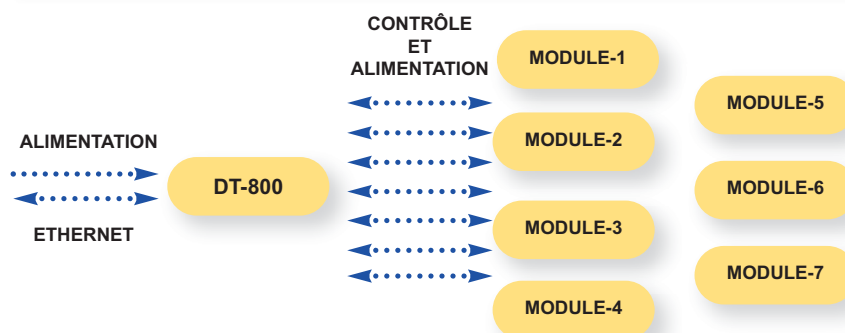 CONTRÔLE
ET
ALIMENTATION
MODULE-1
MODULE-5
MODULE-2
ALIMENTATION
DT-800
MODULE-6
ETHERNET
MODULE-3
MODULE-7
MODULE-4